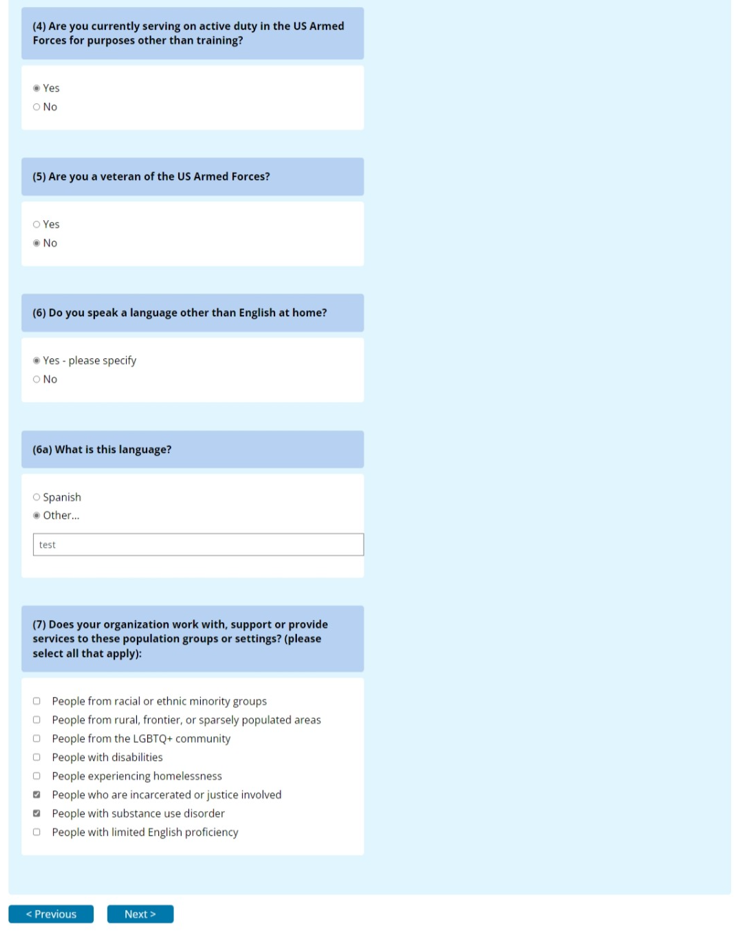 (4) Are you currently serving on active duty in the US Armed
Forces for purposes other than training?
Yes
No
(5) Are you a veteran of the US Armed Forces?
Yes
No
(6) Do you speak a language other than English at home?
Yes - please specify
No
(6a) What is this language?
Spanish
Other...
test
(7) Does your organization work with, support or provide
services to these population groups or settings? (please
select all that apply):
People from racial or ethnic minority groups
People from rural, frontier, or sparsely populated areas
People from the LGBTQ+ community
People with disabilities
People experiencing homelessness
People who are incarcerated or justice involved
People with substance use disorder
People with limited English proficiency
< Previous
Next >